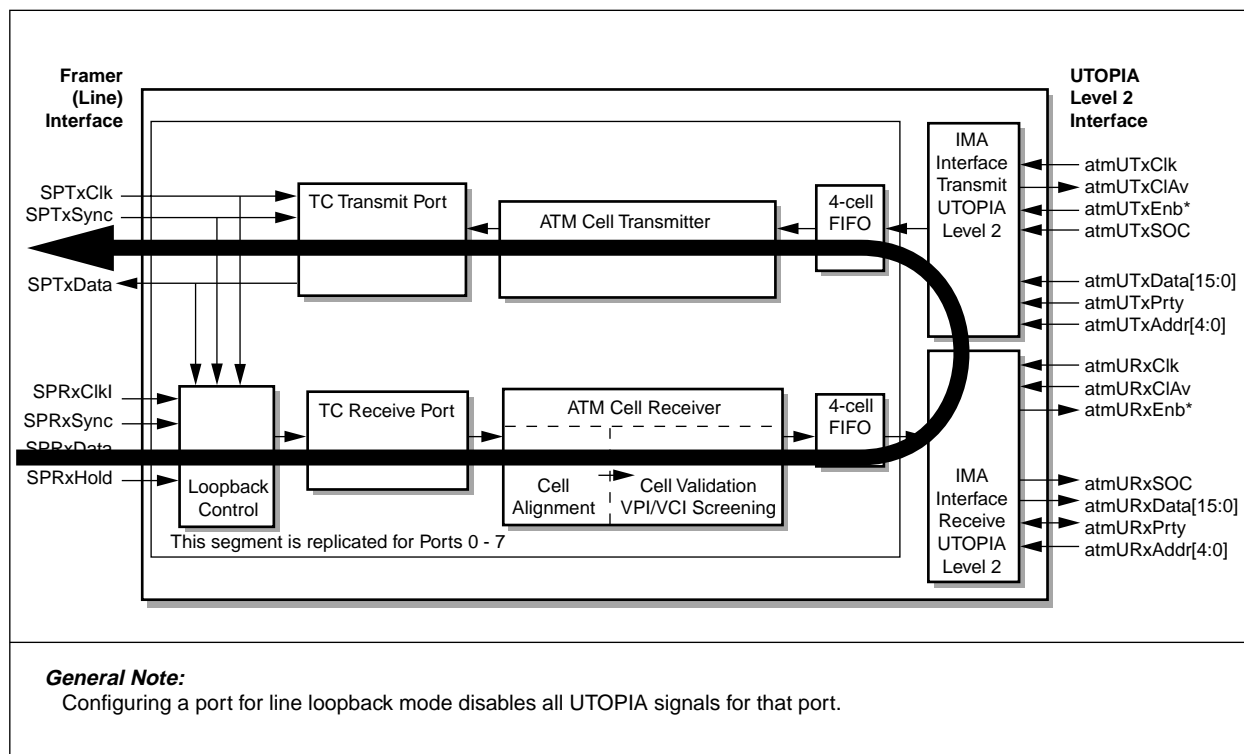 Framer
(Line)
Interface
UTOPIA
Level 2
Interface
SPTxClk
SPTxSync
SPTxData
TC Transmit Port
ATM Cell Transmitter
4-cell
FIFO
IMA
Interface
Transmit
UTOPIA
Level 2
atmUTxClk
atmUTxClAv
atmUTxEnb*
atmUTxSOC
atmUTxData[15:0]
atmUTxPrty
atmUTxAddr[4:0]
SPRxClkI
SPRxSync
SPRxData
SPRxHold
Loopback
Control
TC Receive Port
ATM Cell Receiver
Cell
Alignment
Cell Validation
VPI/VCI Screening
4-cell
FIFO
IMA
Interface
Receive
UTOPIA
Level 2
atmURxClk
atmURxClAv
atmURxEnb*
atmURxSOC
atmURxData[15:0]
atmURxPrty
atmURxAddr[4:0]
This segment is replicated for Ports 0 - 7
General Note:
Configuring a port for line loopback mode disables all UTOPIA signals for that port.